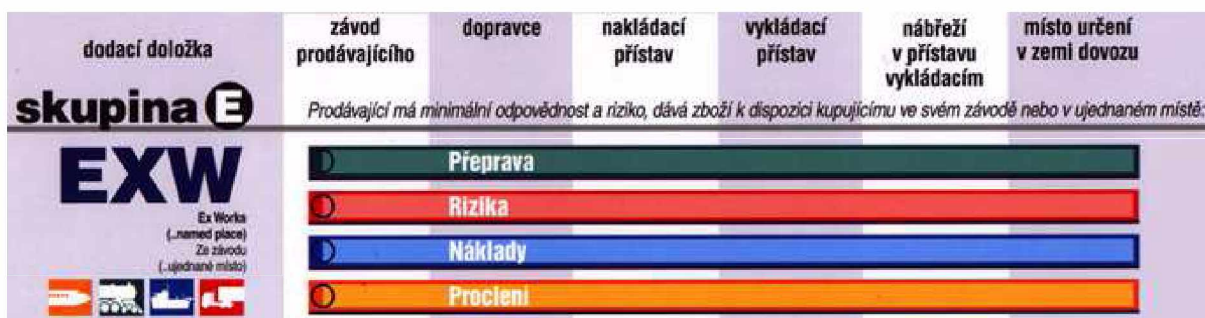 dodací doložka
závod
prodávajícího
dopravce
nakládací
přístav
vykládací
přístav
nábřeží
v přístavu
vykládacím
místo určení
v zemi dovozu
skupina E
Prodávající má minimální odpovědnost a riziko, dává zboží k dispozici kupujícímu ve svém závodě nebo v ujednaném místě:
EXW
Ex Works
(..named place)
Ze závodu
(..ujednané místo)
Přeprava
Rizika
Náklady
Proclení